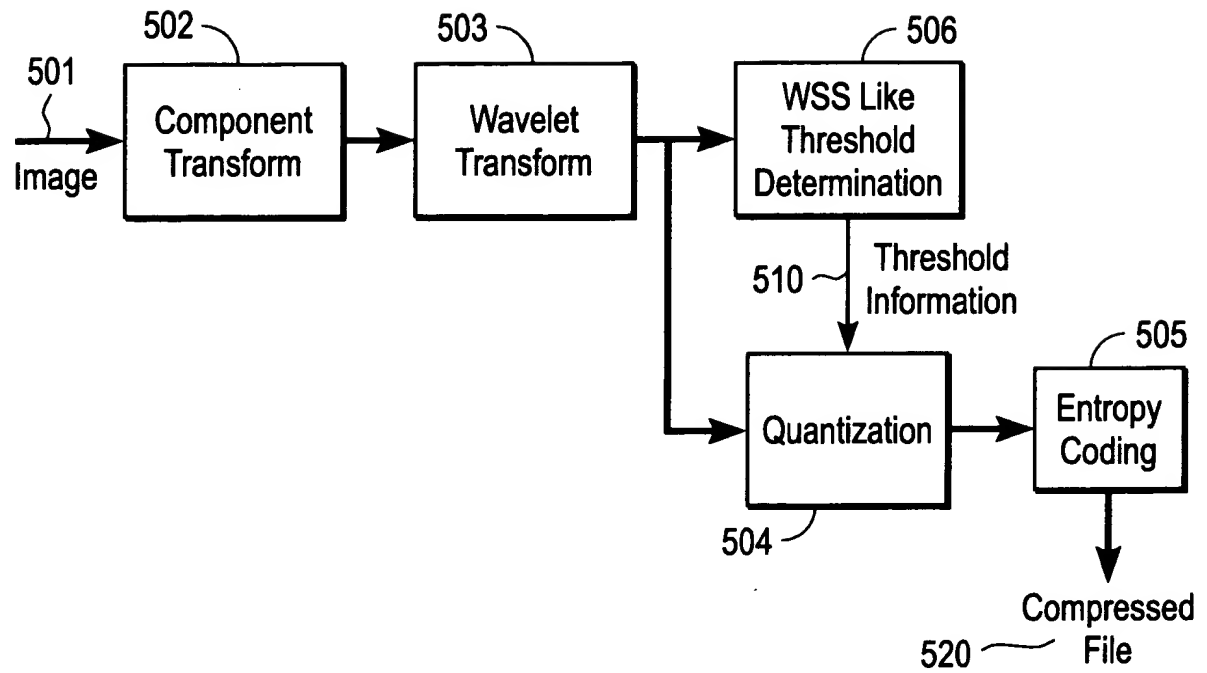 502
503
506
501
Image
Component
Transform
Wavelet
Transform
WSS Like
Threshold
Determination
510
Threshold
Information
505
Quantization
Entropy
Coding
504
Compressed
File
520